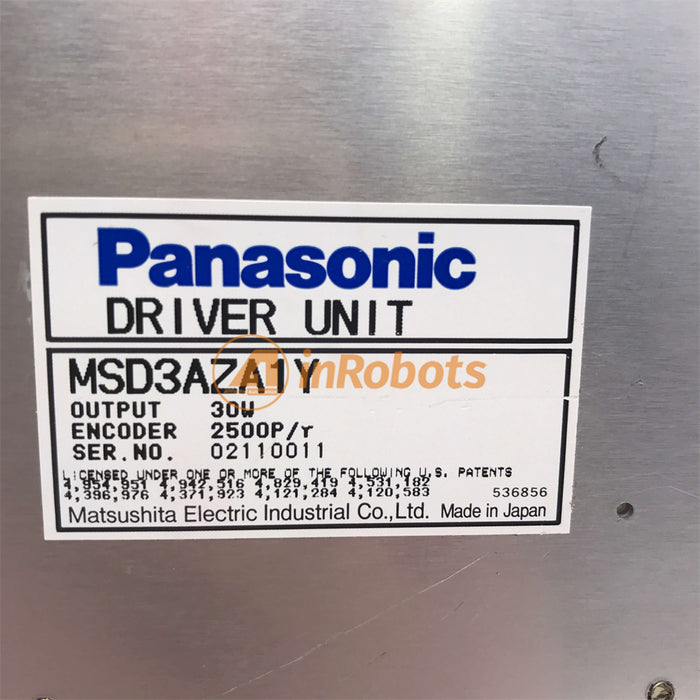 Panasonic
DRIVER UNIT
MSD3AZA1Y
inRobots
OUTPUT 30W
ENCODER 2500P/r
SER.NO. 02110011
LICENSED UNDER ONE OR MORE OF THE FOLLOWING U.S. PATENTS
4,954,951 4,942,516 4,829,419 4,531,182
4,396,976 4,371,923 4,121,284 4,120,583 536856
Matsushita Electric Industrial Co.,Ltd. Made in Japan